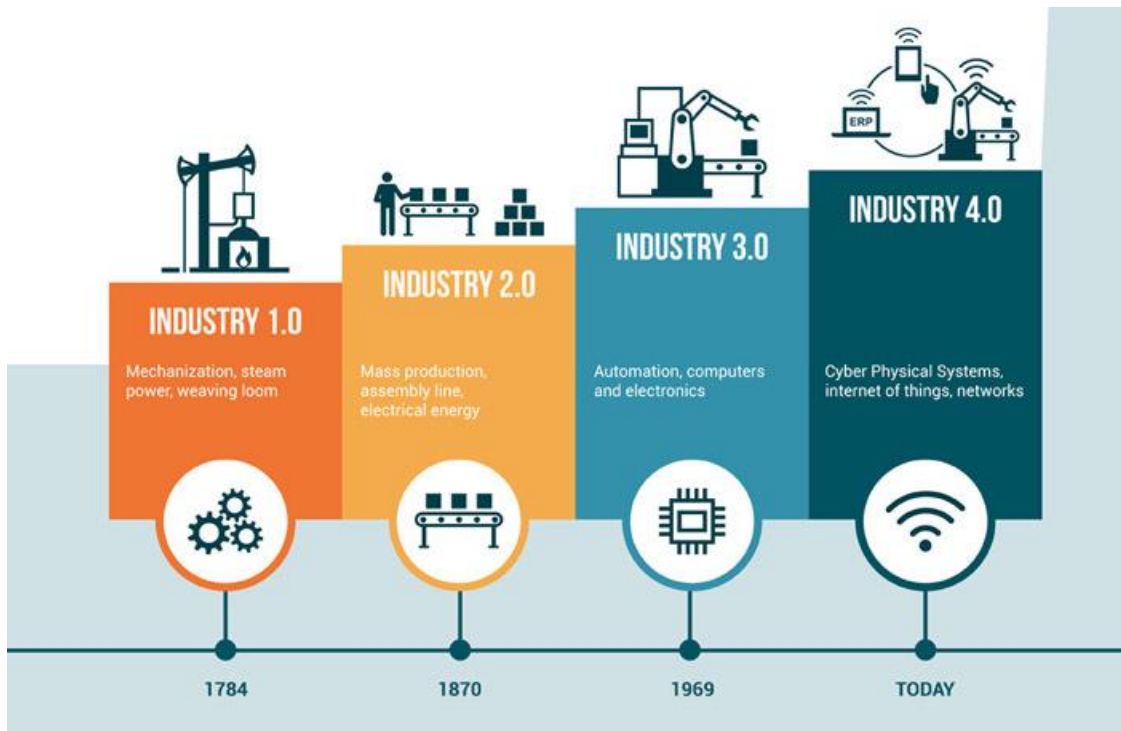 ERP
INDUSTRY 1.0
Mechanization, steam
power, weaving loom
INDUSTRY 2.0
Mass production,
assembly line,
electrical energy
INDUSTRY 3.0
Automation, computers
and electronics
INDUSTRY 4.0
Cyber Physical Systems,
internet of things, networks
1784
1870
1969
TODAY